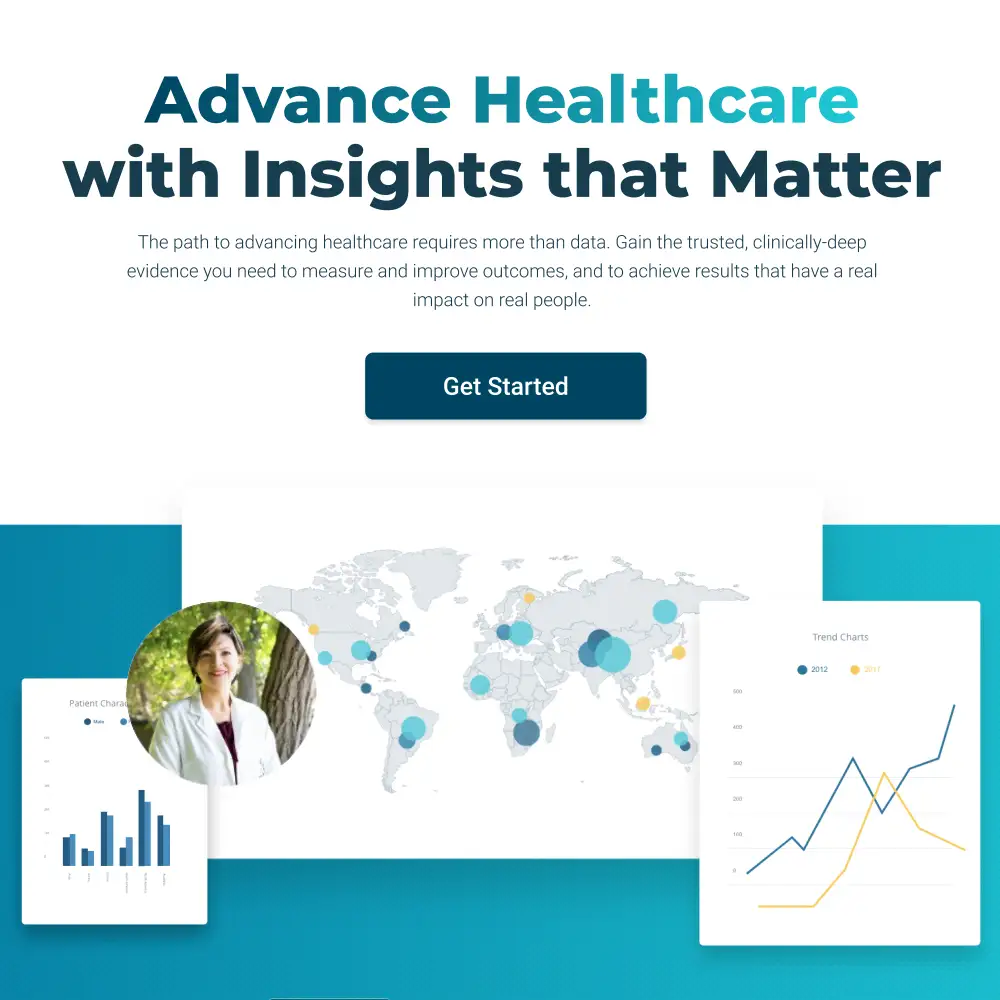 Advance Healthcare
with Insights that Matter
The path to advancing healthcare requires more than data. Gain the trusted, clinically-deep
evidence you need to measure and improve outcomes, and to achieve results that have a real
impact on real people.
Get Started
Patient Charac
Male
Trend Charts
2012 2017
500
400
300
200
0